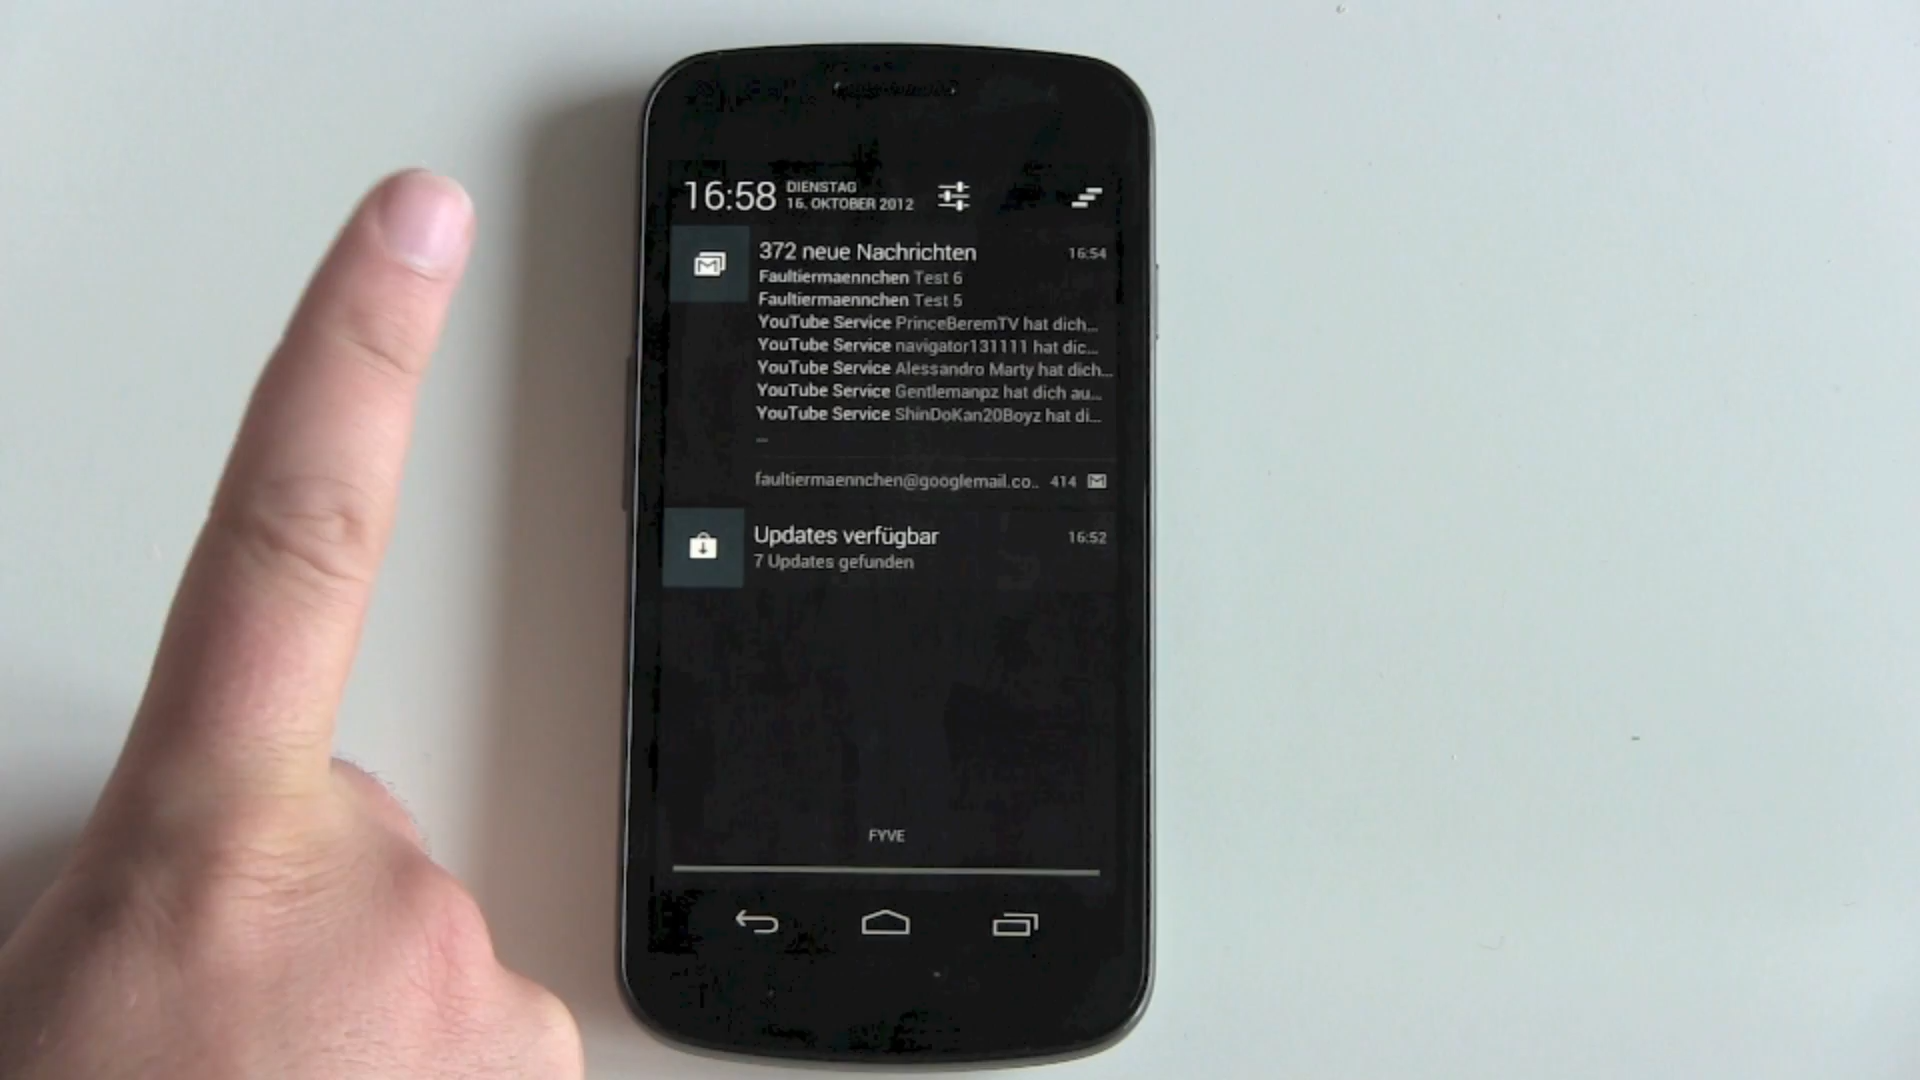 16:58 DIENSTAG
16. OKTOBER 2012
372 neue Nachrichten 16:54
Faultiermaennchen Test 6
Faultiermaennchen Test 5
YouTube Service PrinceBeremTV hat dich...
YouTube Service navigator131111 hat dic...
YouTube Service Alessandro Marty hat dich...
YouTube Service Gentlemanpz hat dich au...
YouTube Service ShinDoKan20Boyz hat di...
...
faultiermaennchen@googlemail.co.. 414
Updates verfügbar 16:52
7 Updates gefunden
FYVE